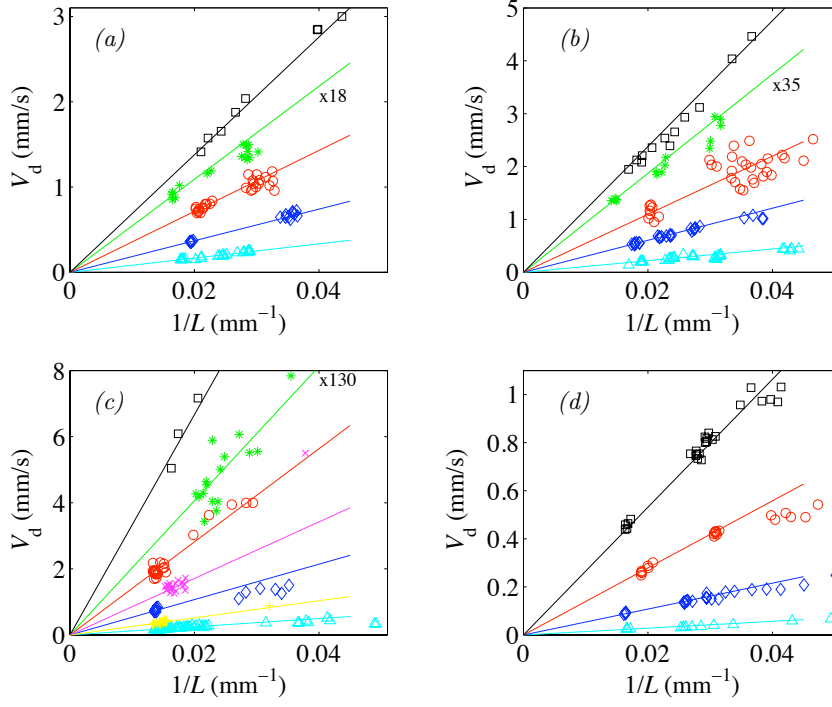 (a)
3
2
1
0
V_d (mm/s)
x18
0 0.02 0.04
1/L (mm⁻¹)
(b)
5
4
3
2
1
0
V_d (mm/s)
x35
0 0.02 0.04
1/L (mm⁻¹)
(c)
8
6
4
2
0
V_d (mm/s)
x130
0 0.02 0.04
1/L (mm⁻¹)
(d)
1
0.8
0.6
0.4
0.2
0
V_d (mm/s)
0 0.02 0.04
1/L (mm⁻¹)